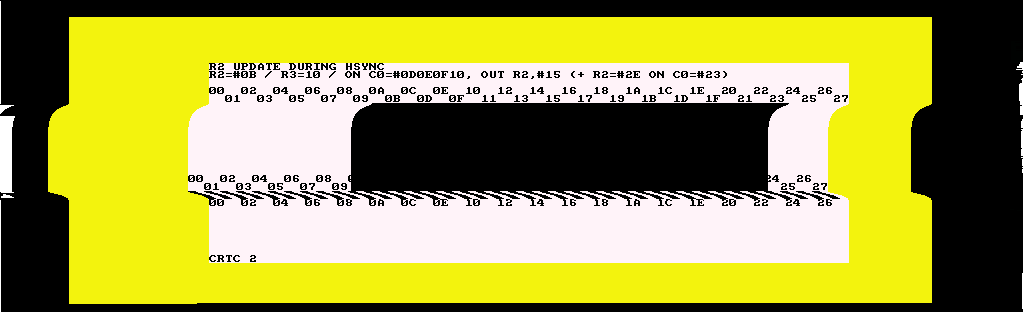 R2 UPDATE DURING HSYNC
R2=#0B / R3=10 / ON C0=#0D0E0F10, OUT R2,#15 (+ R2=#2E ON C0=#23)
00 02 04 06 08 0A 0C 0E 10 12 14 16 18 1A 1C 1E 20 22 24 26
01 03 05 07 09 0B 0D 0F 11 13 15 17 19 1B 1D 1F 21 23 25 27
00 02 04 06 08 24 26
01 03 05 07 09 25 27
00 02 04 06 08 0A 0C 0E 10 12 14 16 18 1A 1C 1E 20 22 24 26
CRTC 2